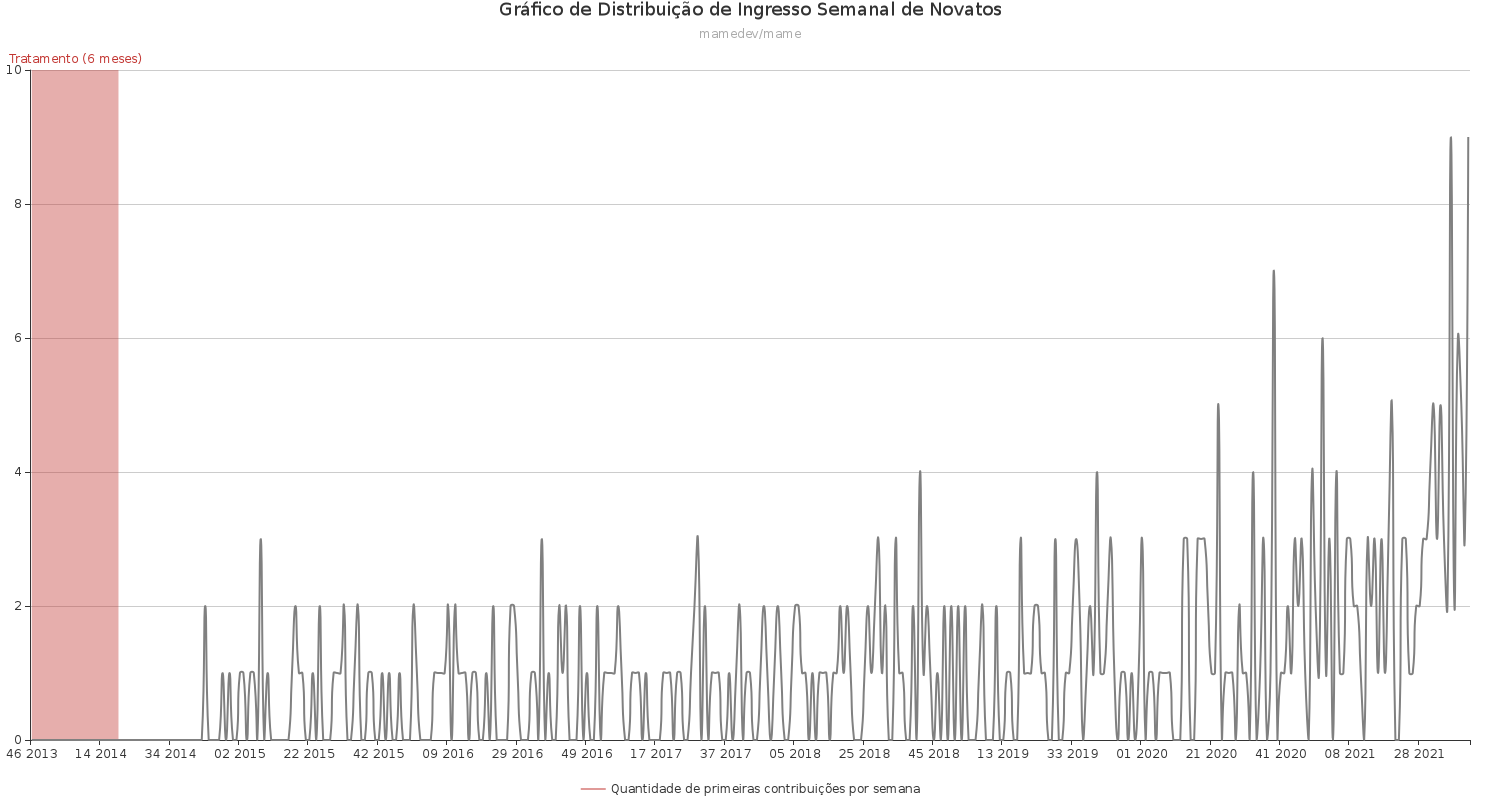 Gráfico de Distribuição de Ingresso Semanal de Novatos
mamedev/mame
Tratamento (6 meses)
10
8
6
4
2
0
46 2013 14 2014 34 2014 02 2015 22 2015 42 2015 09 2016 29 2016 49 2016 17 2017 37 2017 05 2018 25 2018 45 2018 13 2019 33 2019 01 2020 21 2020 41 2020 08 2021 28 2021
Quantidade de primeiras contribuições por semana